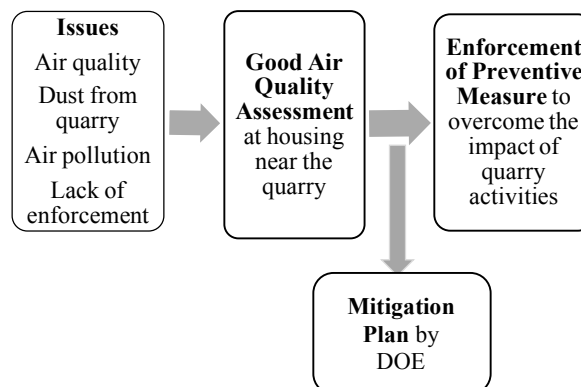 Issues
Air quality
Dust from
quarry
Air pollution
Lack of
enforcement
Good Air
Quality
Assessment
at housing
near the
quarry
Enforcement
of Preventive
Measure to
overcome the
impact of
quarry
activities
Mitigation
Plan by
DOE